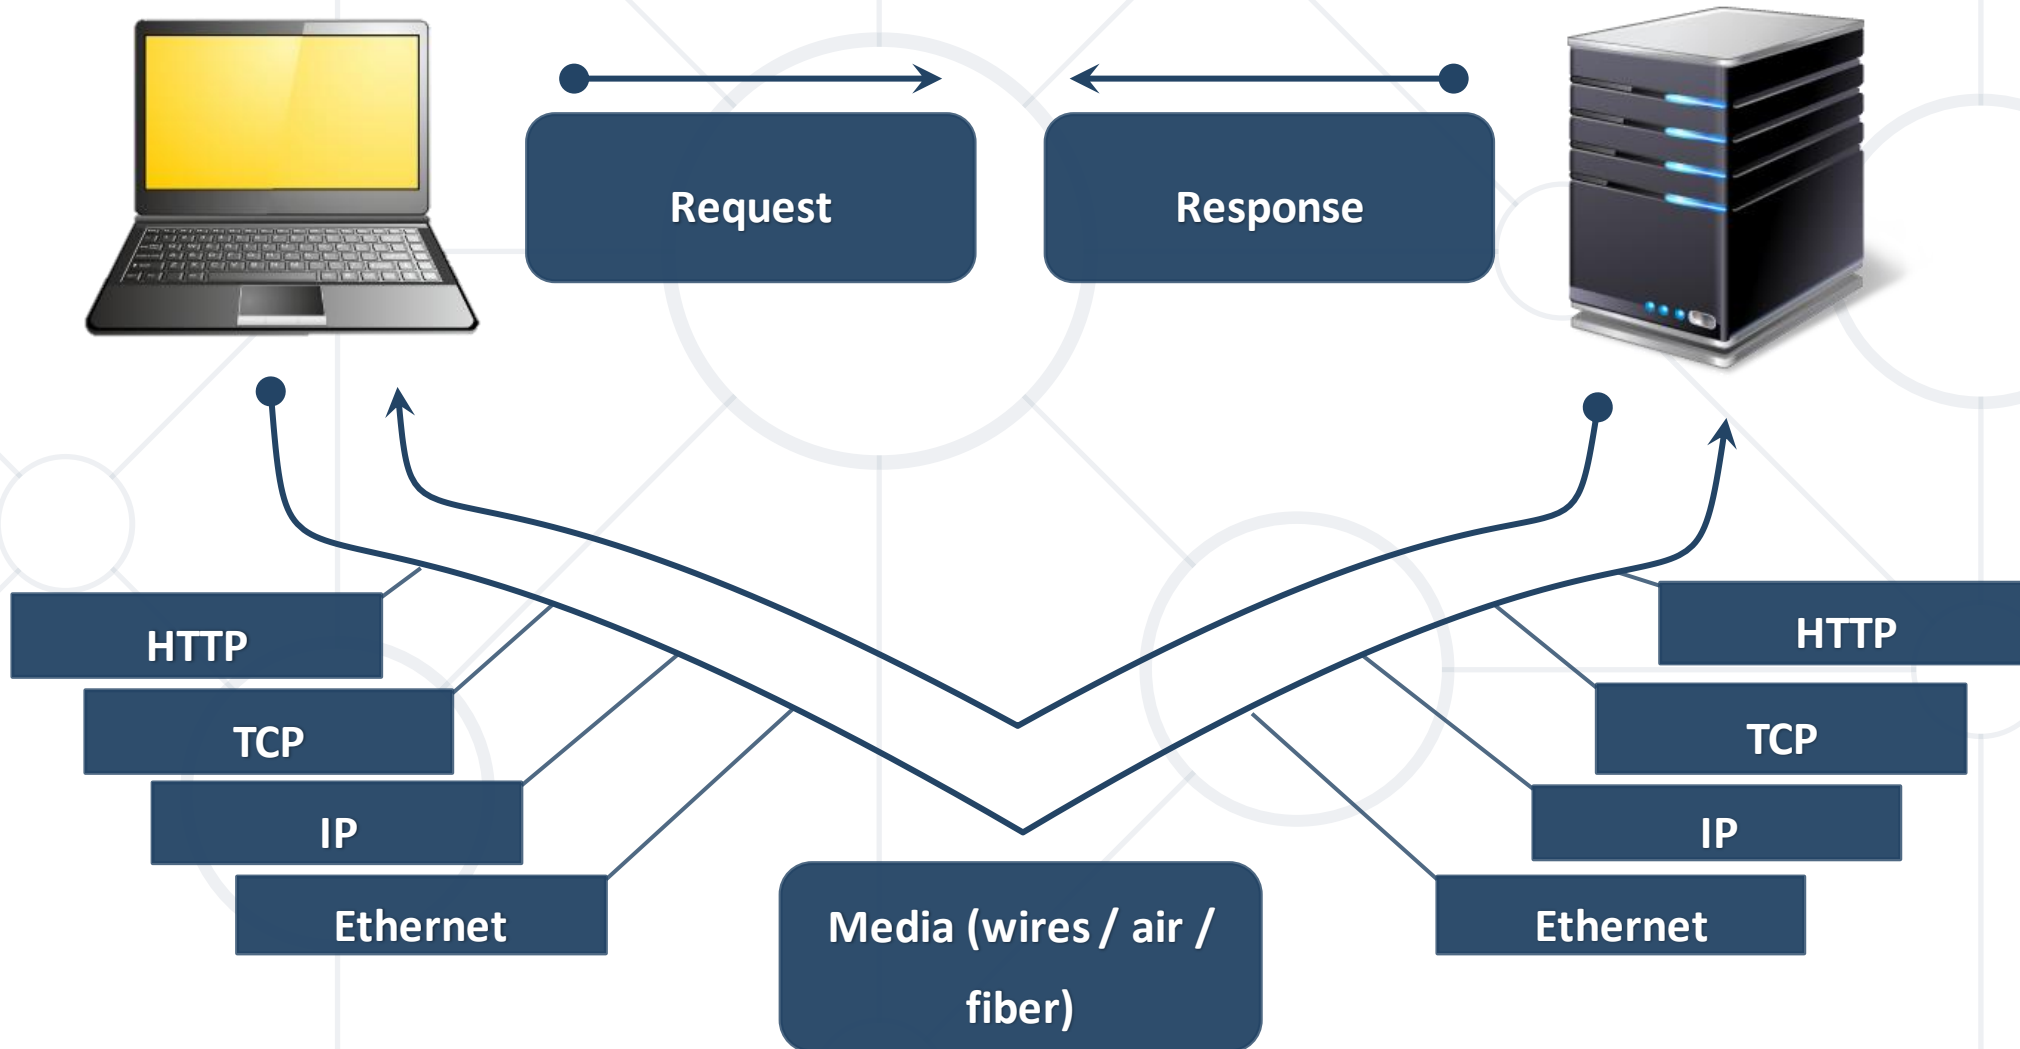 Request
Response
HTTP
HTTP
TCP
TCP
IP
IP
Ethernet
Ethernet
Media (wires / air /
fiber)